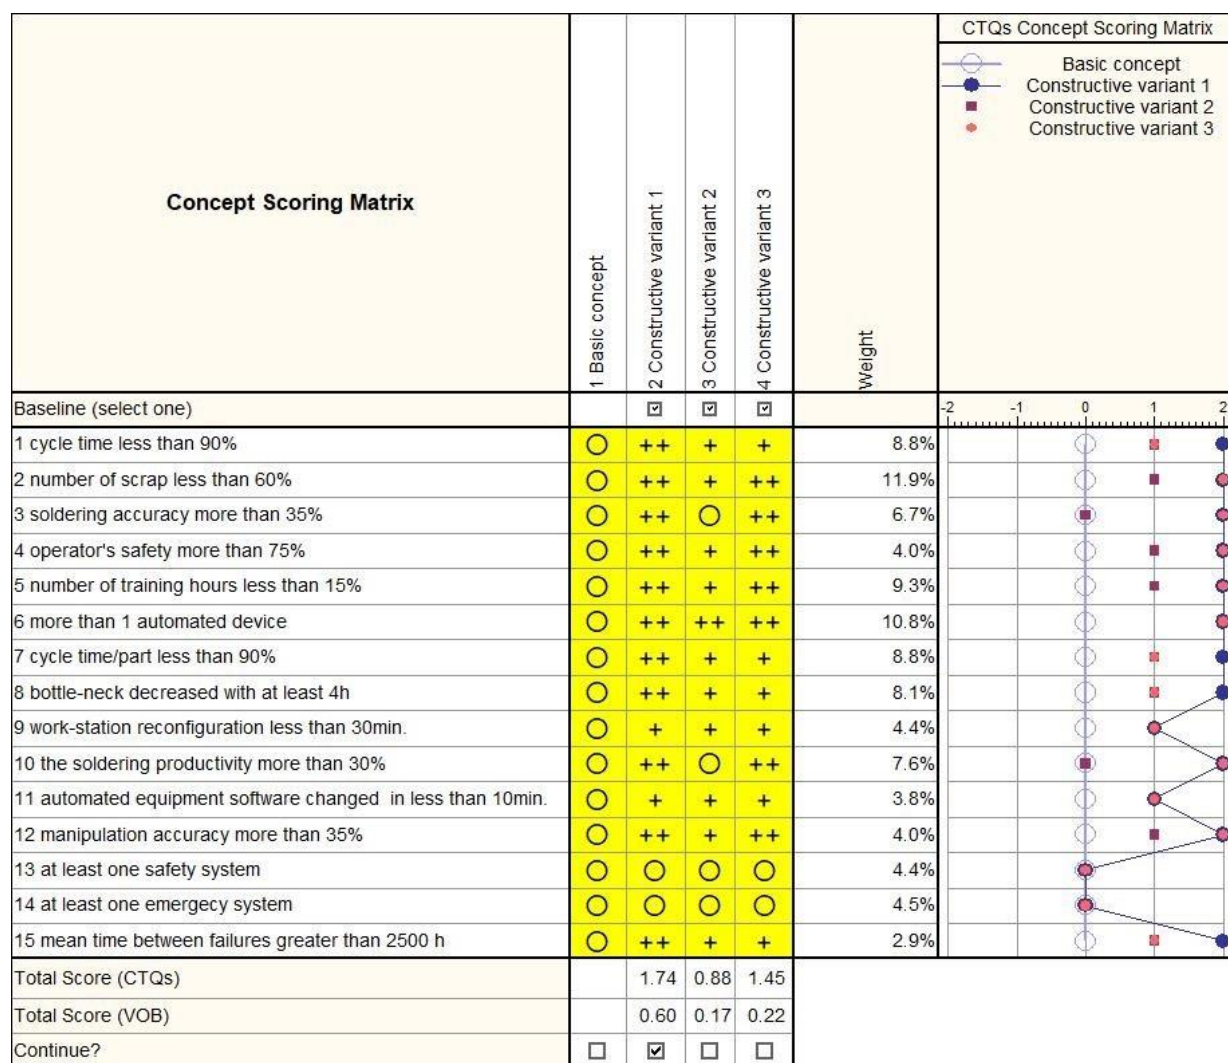 CTQs Concept Scoring Matrix
Basic concept
Constructive variant 1
Constructive variant 2
Constructive variant 3
Concept Scoring Matrix
1 Basic concept
2 Constructive variant 1
3 Constructive variant 2
4 Constructive variant 3
Weight
Baseline (select one)
-2 -1 0 1 2
1 cycle time less than 90% ++ + + 8.8%
2 number of scrap less than 60% ++ + ++ 11.9%
3 soldering accuracy more than 35% ++ ++ 6.7%
4 operator's safety more than 75% ++ + ++ 4.0%
5 number of training hours less than 15% ++ + ++ 9.3%
6 more than 1 automated device ++ ++ ++ 10.8%
7 cycle time/part less than 90% ++ + + 8.8%
8 bottle-neck decreased with at least 4h ++ + + 8.1%
9 work-station reconfiguration less than 30min. + + + 4.4%
10 the soldering productivity more than 30% ++ ++ 7.6%
11 automated equipment software changed in less than 10min. + + + 3.8%
12 manipulation accuracy more than 35% ++ + ++ 4.0%
13 at least one safety system 4.4%
14 at least one emergecy system 4.5%
15 mean time between failures greater than 2500 h ++ + + 2.9%
Total Score (CTQs) 1.74 0.88 1.45
Total Score (VOB) 0.60 0.17 0.22
Continue?